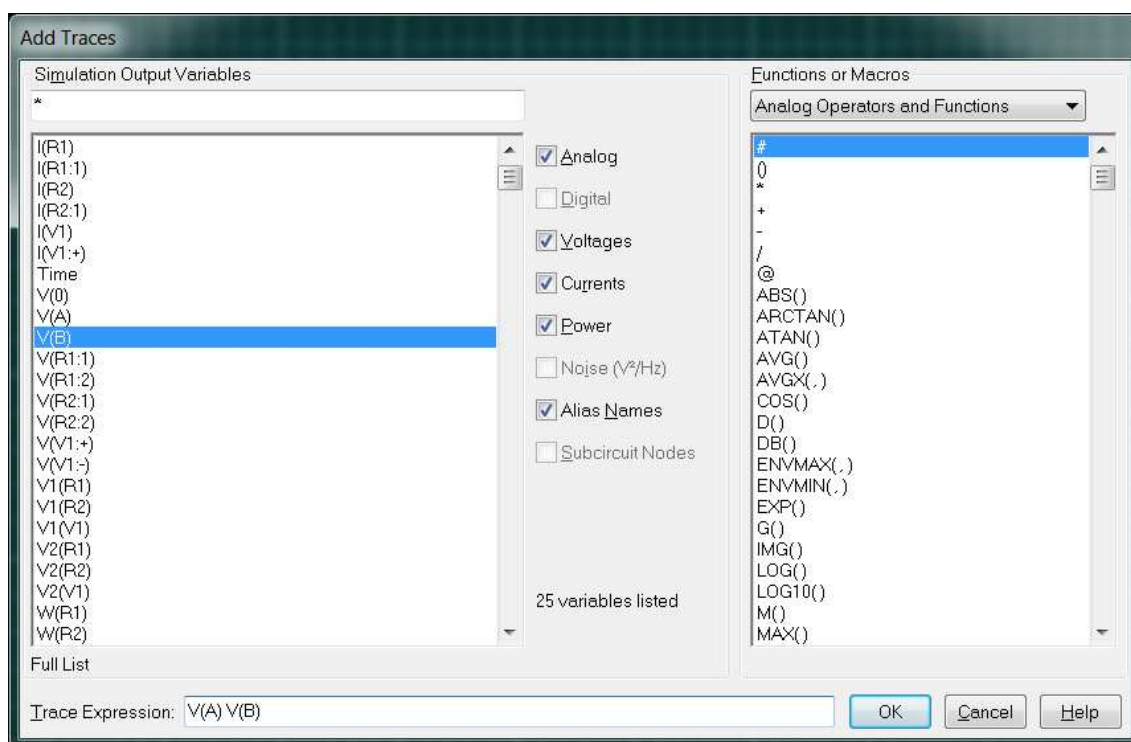 Add Traces
Simulation Output Variables
*
I(R1)
I(R1:1)
I(R2)
I(R2:1)
I(V1)
I(V1:+)
Time
V(0)
V(A)
V(B)
V(R1:1)
V(R1:2)
V(R2:1)
V(R2:2)
V(V1:+)
V(V1:-)
V1(R1)
V1(R2)
V1(V1)
V2(R1)
V2(R2)
V2(V1)
W(R1)
W(R2)
Full List
Analog
Digital
Voltages
Currents
Power
Noise (V²/Hz)
Alias Names
Subcircuit Nodes
25 variables listed
Functions or Macros
Analog Operators and Functions
#
()
*
+
-
/
@
ABS()
ARCTAN()
ATAN()
AVG()
AVGX(,)
COS()
D()
DB()
ENVMAX(,)
ENVMIN(,)
EXP()
G()
IMG()
LOG()
LOG10()
M()
MAX()
Trace Expression: V(A) V(B)
OK
Cancel
Help